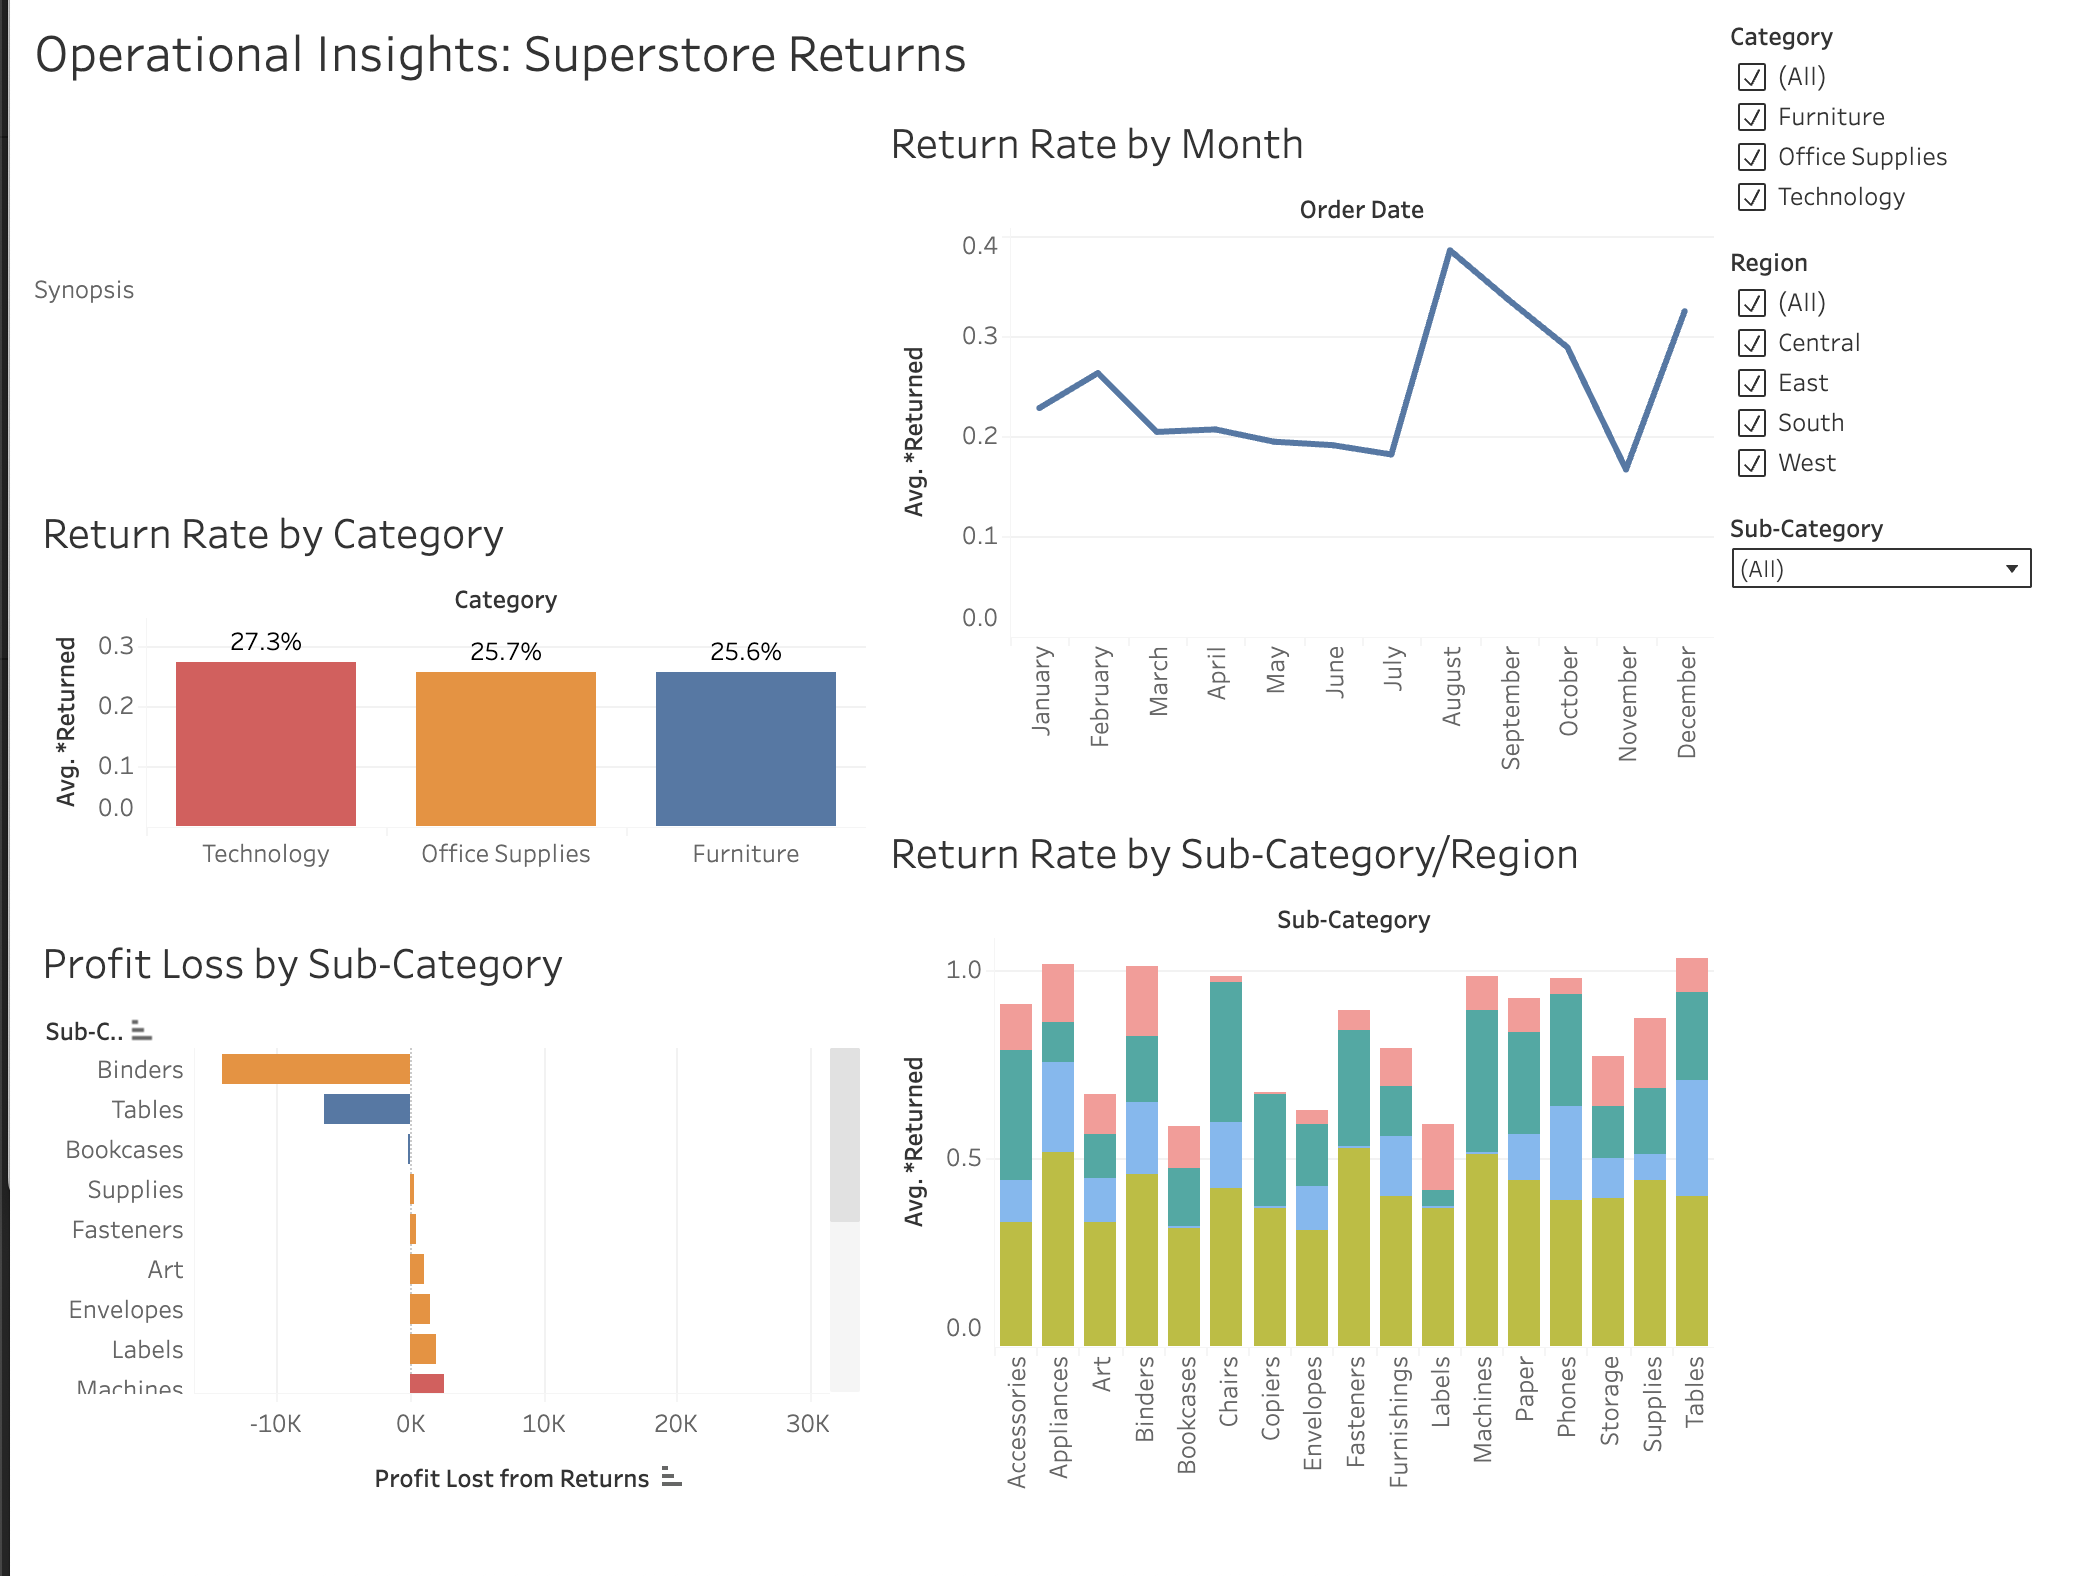 Operational Insights: Superstore Returns
Synopsis
Return Rate by Category
Category
Avg. *Returned
0.3
0.2
0.1
0.0
27.3%
25.7%
25.6%
Technology
Office Supplies
Furniture
Profit Loss by Sub-Category
Sub-C..
Binders
Tables
Bookcases
Supplies
Fasteners
Art
Envelopes
Labels
Machines
-10K
0K
10K
20K
30K
Profit Lost from Returns
Return Rate by Month
Order Date
Avg. *Returned
0.4
0.3
0.2
0.1
0.0
January
February
March
April
May
June
July
August
September
October
November
December
Return Rate by Sub-Category/Region
Sub-Category
Avg. *Returned
1.0
0.5
0.0
Accessories
Appliances
Art
Binders
Bookcases
Chairs
Copiers
Envelopes
Fasteners
Furnishings
Labels
Machines
Paper
Phones
Storage
Supplies
Tables
Category
(All)
Furniture
Office Supplies
Technology
Region
(All)
Central
East
South
West
Sub-Category
(All)